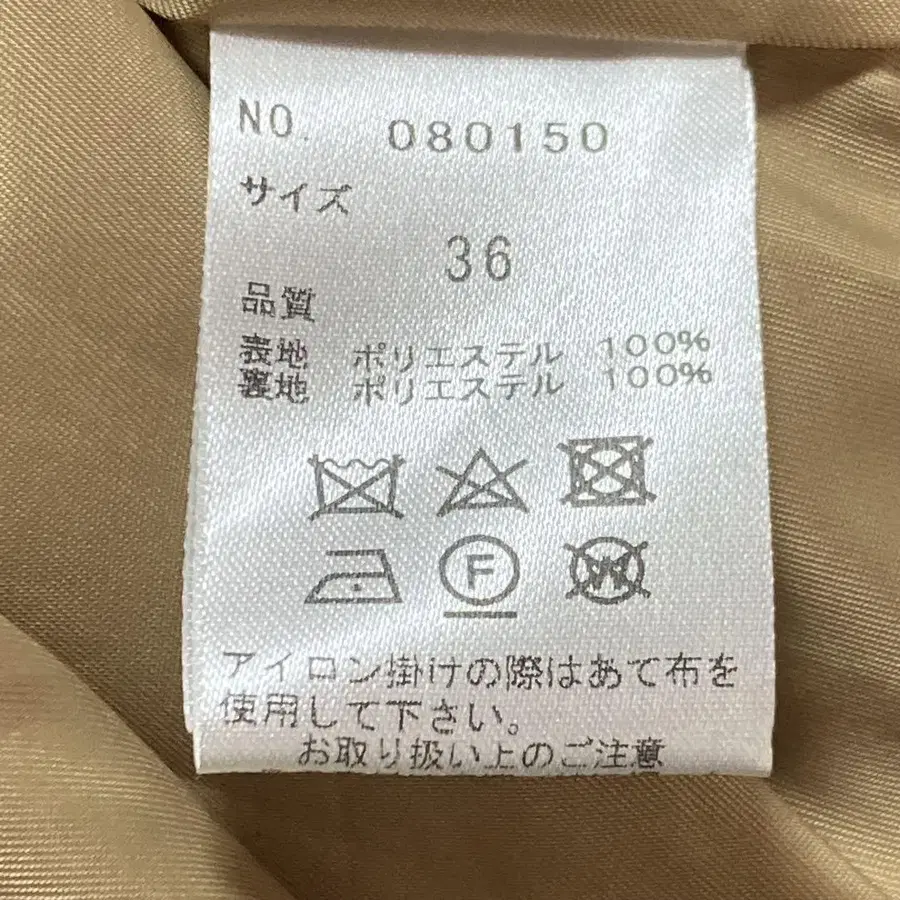 NO. 080150
サイズ
36
品質
表地 ポリエステル 100%
裏地 ポリエステル 100%
F
W
アイロン掛けの際はあて布を
使用して下さい。
お取り扱い上のご注意